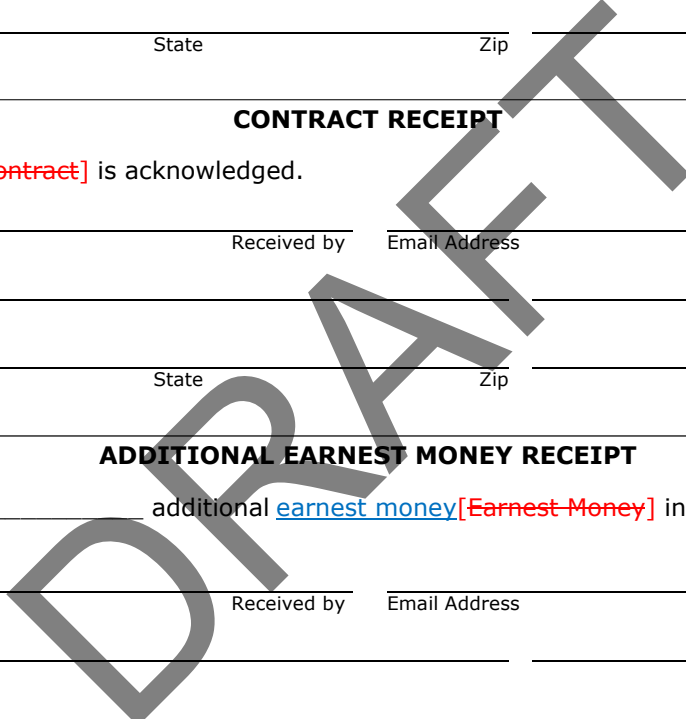 State Zip
CONTRACT RECEIPT
ontract] is acknowledged.
Received by Email Address
State Zip
ADDITIONAL EARNEST MONEY RECEIPT
___________ additional earnest money[Earnest Money] in
Received by Email Address
DRAFT